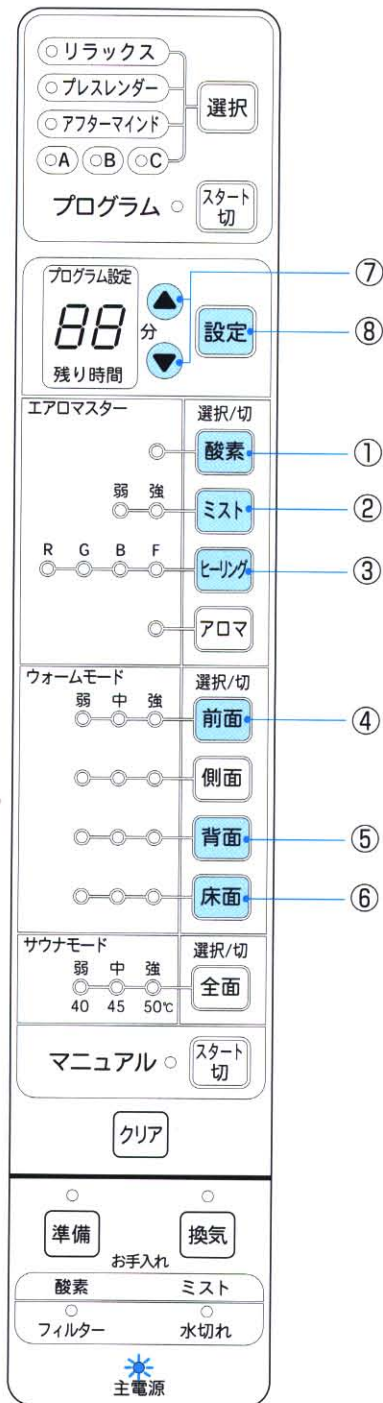 リラックス
プレスレンダー
アフターマインド
選択
A B C
プログラム
スタート
切
プログラム設定
88 分
残り時間
▲
▼
設定
⑦
⑧
エアロマスター
選択/切
酸素
①
弱 強
ミスト
②
R G B F
ヒーリング
③
アロマ
ウォームモード
選択/切
弱 中 強
前面
④
側面
背面
⑤
床面
⑥
サウナモード
選択/切
弱 中 強
40 45 50℃
全面
マニュアル
スタート
切
クリア
準備
換気
お手入れ
酸素 ミスト
フィルター 水切れ
主電源